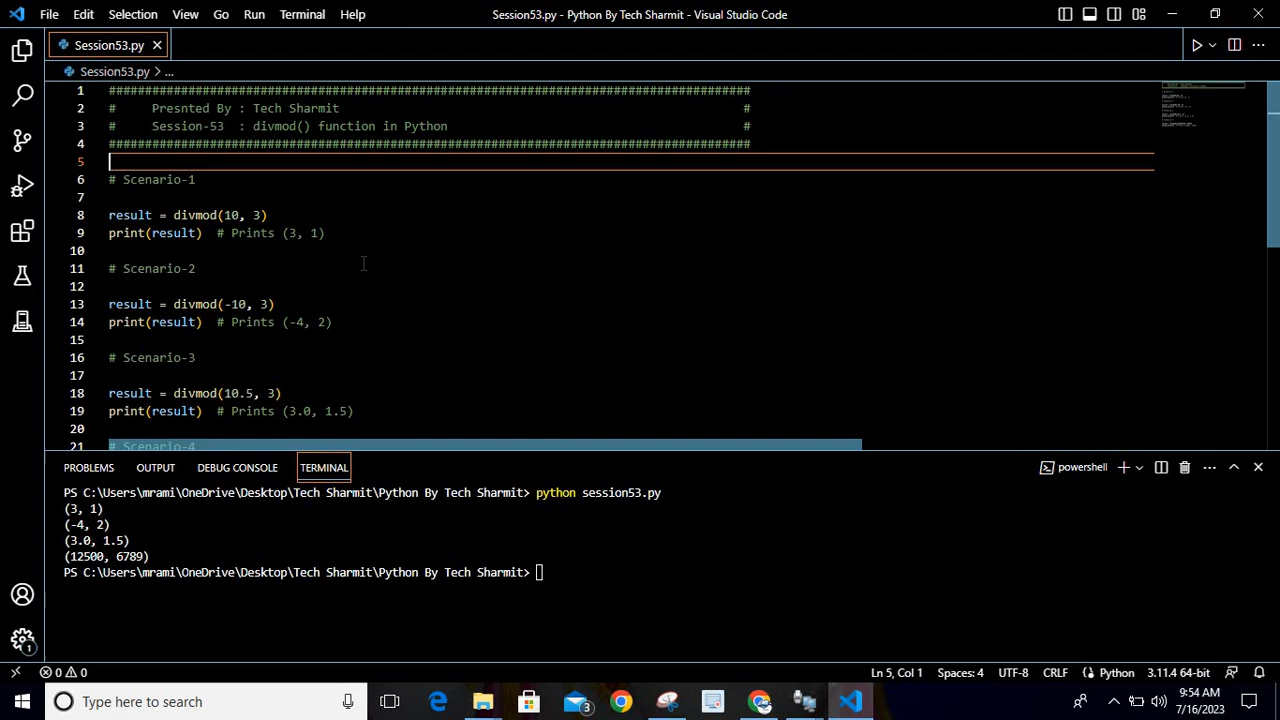 File Edit Selection View Go Run Terminal Help Session53.py - Python By Tech Sharmit - Visual Studio Code
Session53.py
Session53.py > ...
1 #########################################################################################
2 # Presnted By : Tech Sharmit #
3 # Session-53 : divmod() function in Python #
4 #########################################################################################
5
6 # Scenario-1
7
8 result = divmod(10, 3)
9 print(result) # Prints (3, 1)
10
11 # Scenario-2
12
13 result = divmod(-10, 3)
14 print(result) # Prints (-4, 2)
15
16 # Scenario-3
17
18 result = divmod(10.5, 3)
19 print(result) # Prints (3.0, 1.5)
20
21 # Scenario-4
PROBLEMS OUTPUT DEBUG CONSOLE TERMINAL powershell
PS C:\Users\mrami\OneDrive\Desktop\Tech Sharmit\Python By Tech Sharmit> python session53.py
(3, 1)
(-4, 2)
(3.0, 1.5)
(12500, 6789)
PS C:\Users\mrami\OneDrive\Desktop\Tech Sharmit\Python By Tech Sharmit>
1
0 0 Ln 5, Col 1 Spaces: 4 UTF-8 CRLF Python 3.11.4 64-bit
Type here to search 3 9:54 AM
7/16/2023